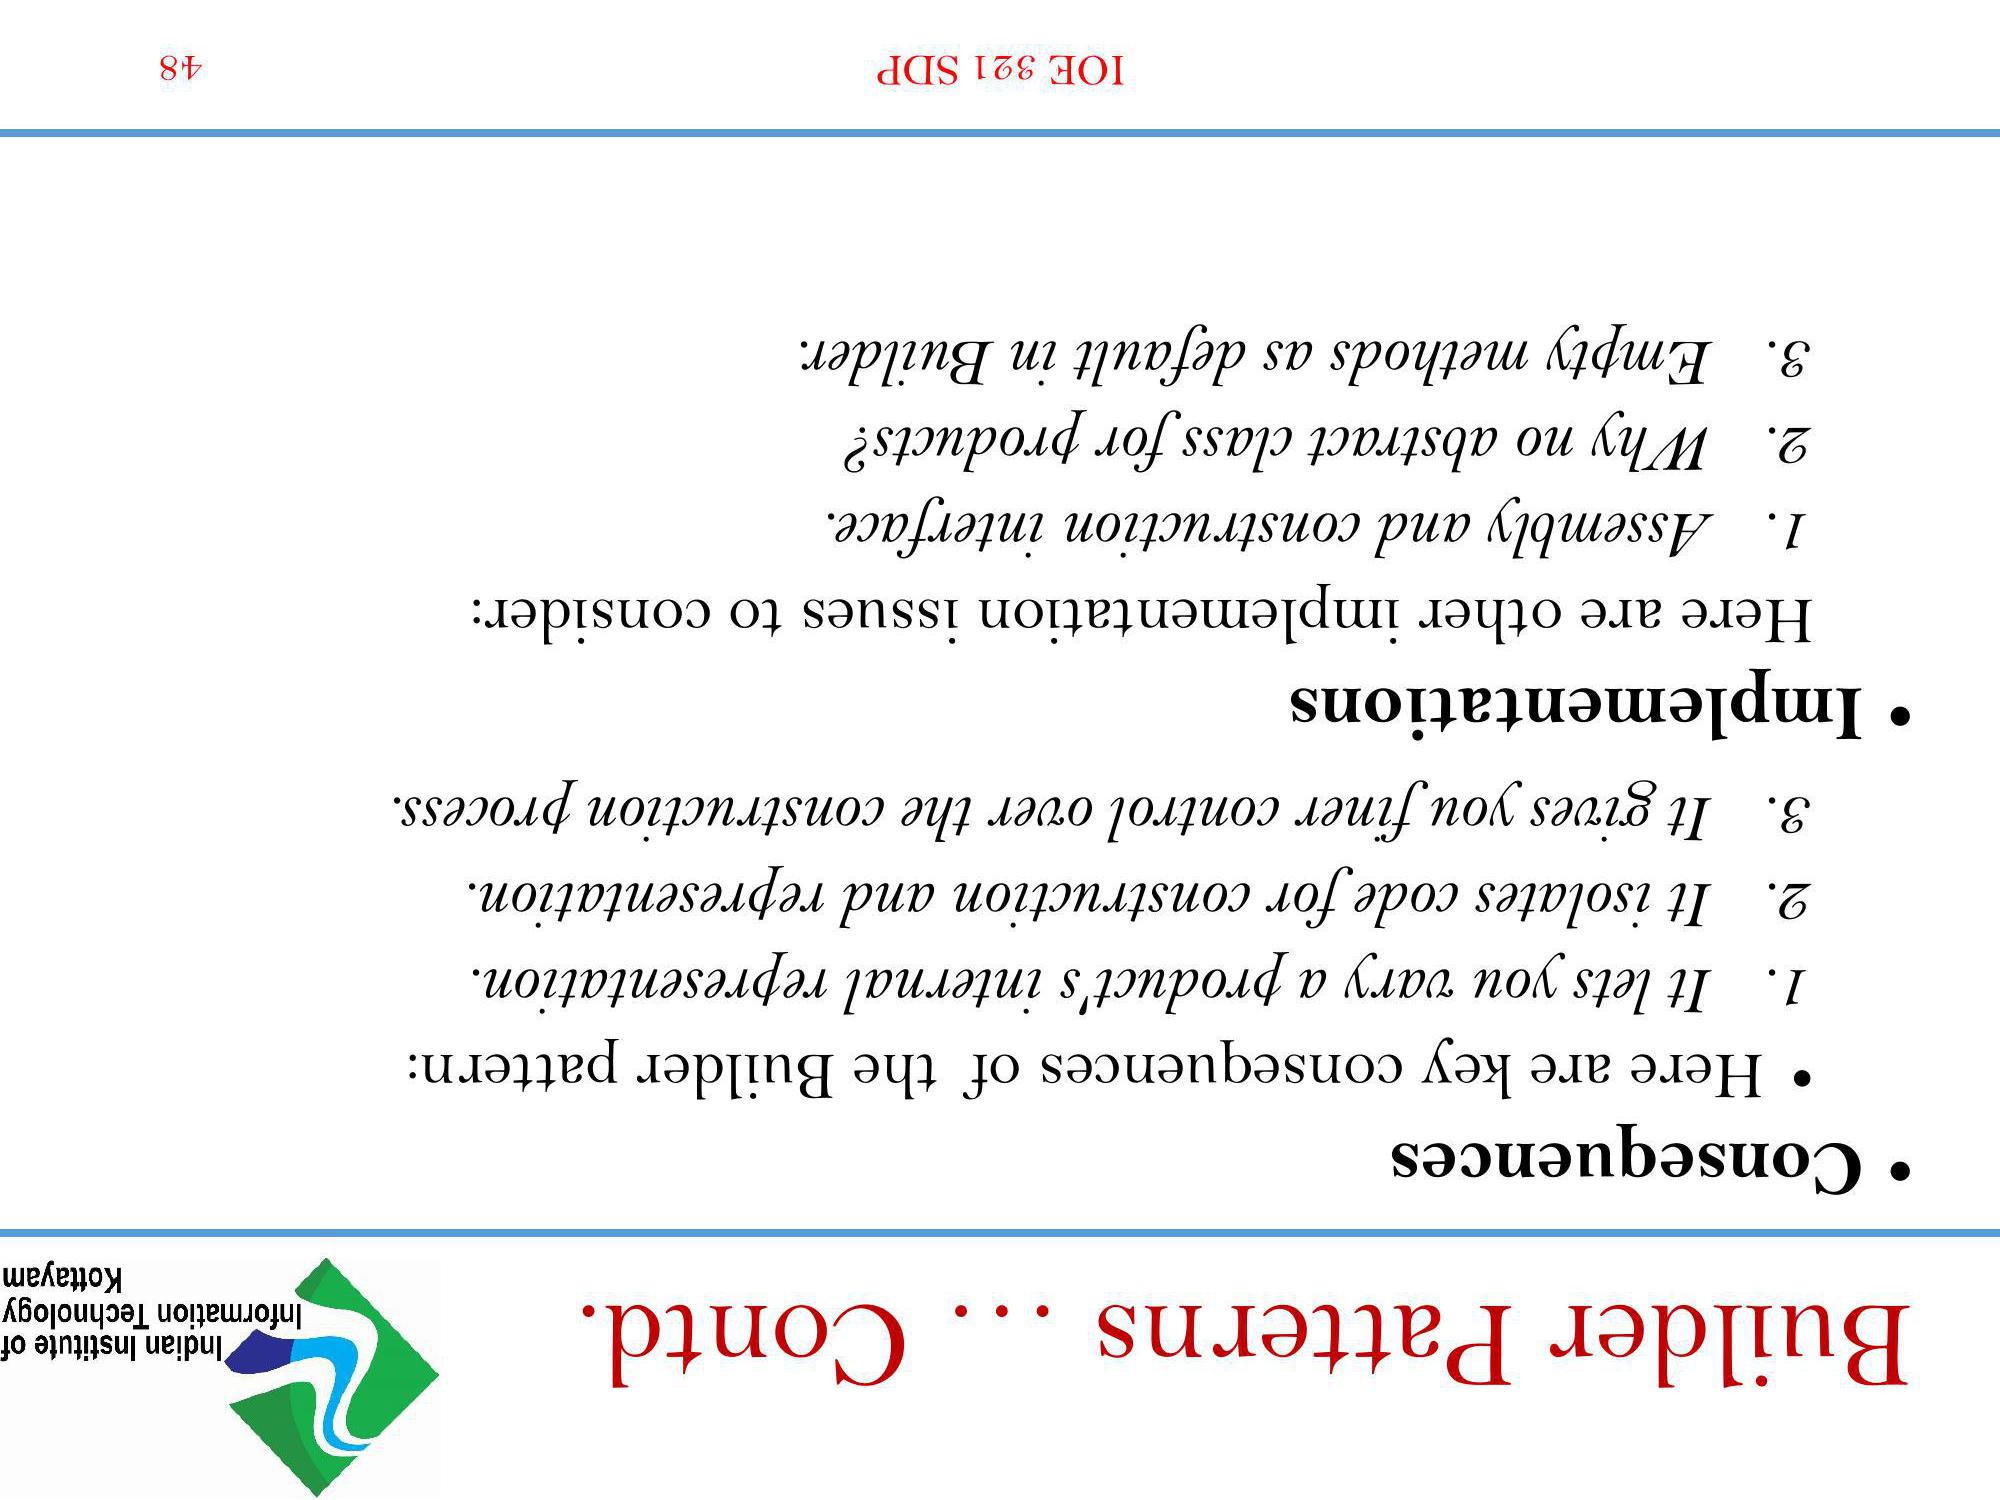 Builder Patterns … Contd.
Indian Institute of
Information Technology
Kottayam
• Consequences
• Here are key consequences of the Builder pattern:
1. It lets you vary a product's internal representation.
2. It isolates code for construction and representation.
3. It gives you finer control over the construction process.
• Implementations
Here are other implementation issues to consider:
1. Assembly and construction interface.
2. Why no abstract class for products?
3. Empty methods as default in Builder.
IOE 321 SDP
48